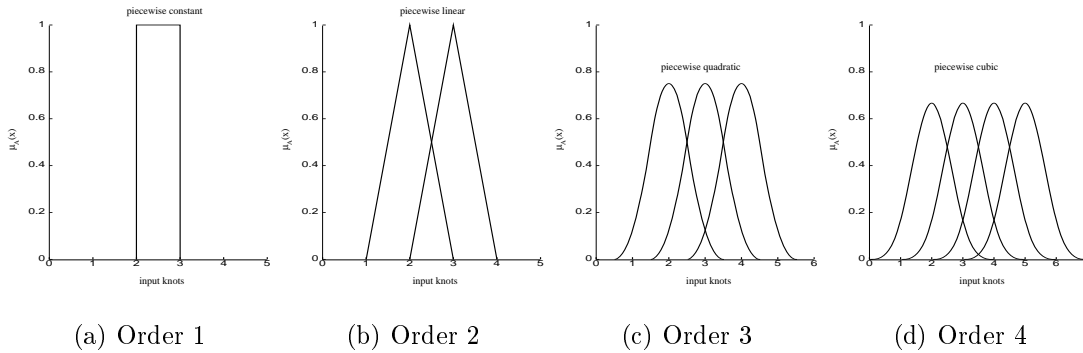 piecewise constant
1
0.8
0.6
0.4
0.2
0
μA(x)
0 1 2 3 4 5
input knots
(a) Order 1
piecewise linear
1
0.8
0.6
0.4
0.2
0
μA(x)
0 1 2 3 4 5
input knots
(b) Order 2
1
0.8
piecewise quadratic
0.6
0.4
0.2
0
μA(x)
0 1 2 3 4 5 6
input knots
(c) Order 3
1
0.8
piecewise cubic
0.6
0.4
0.2
0
μA(x)
0 1 2 3 4 5 6
input knots
(d) Order 4